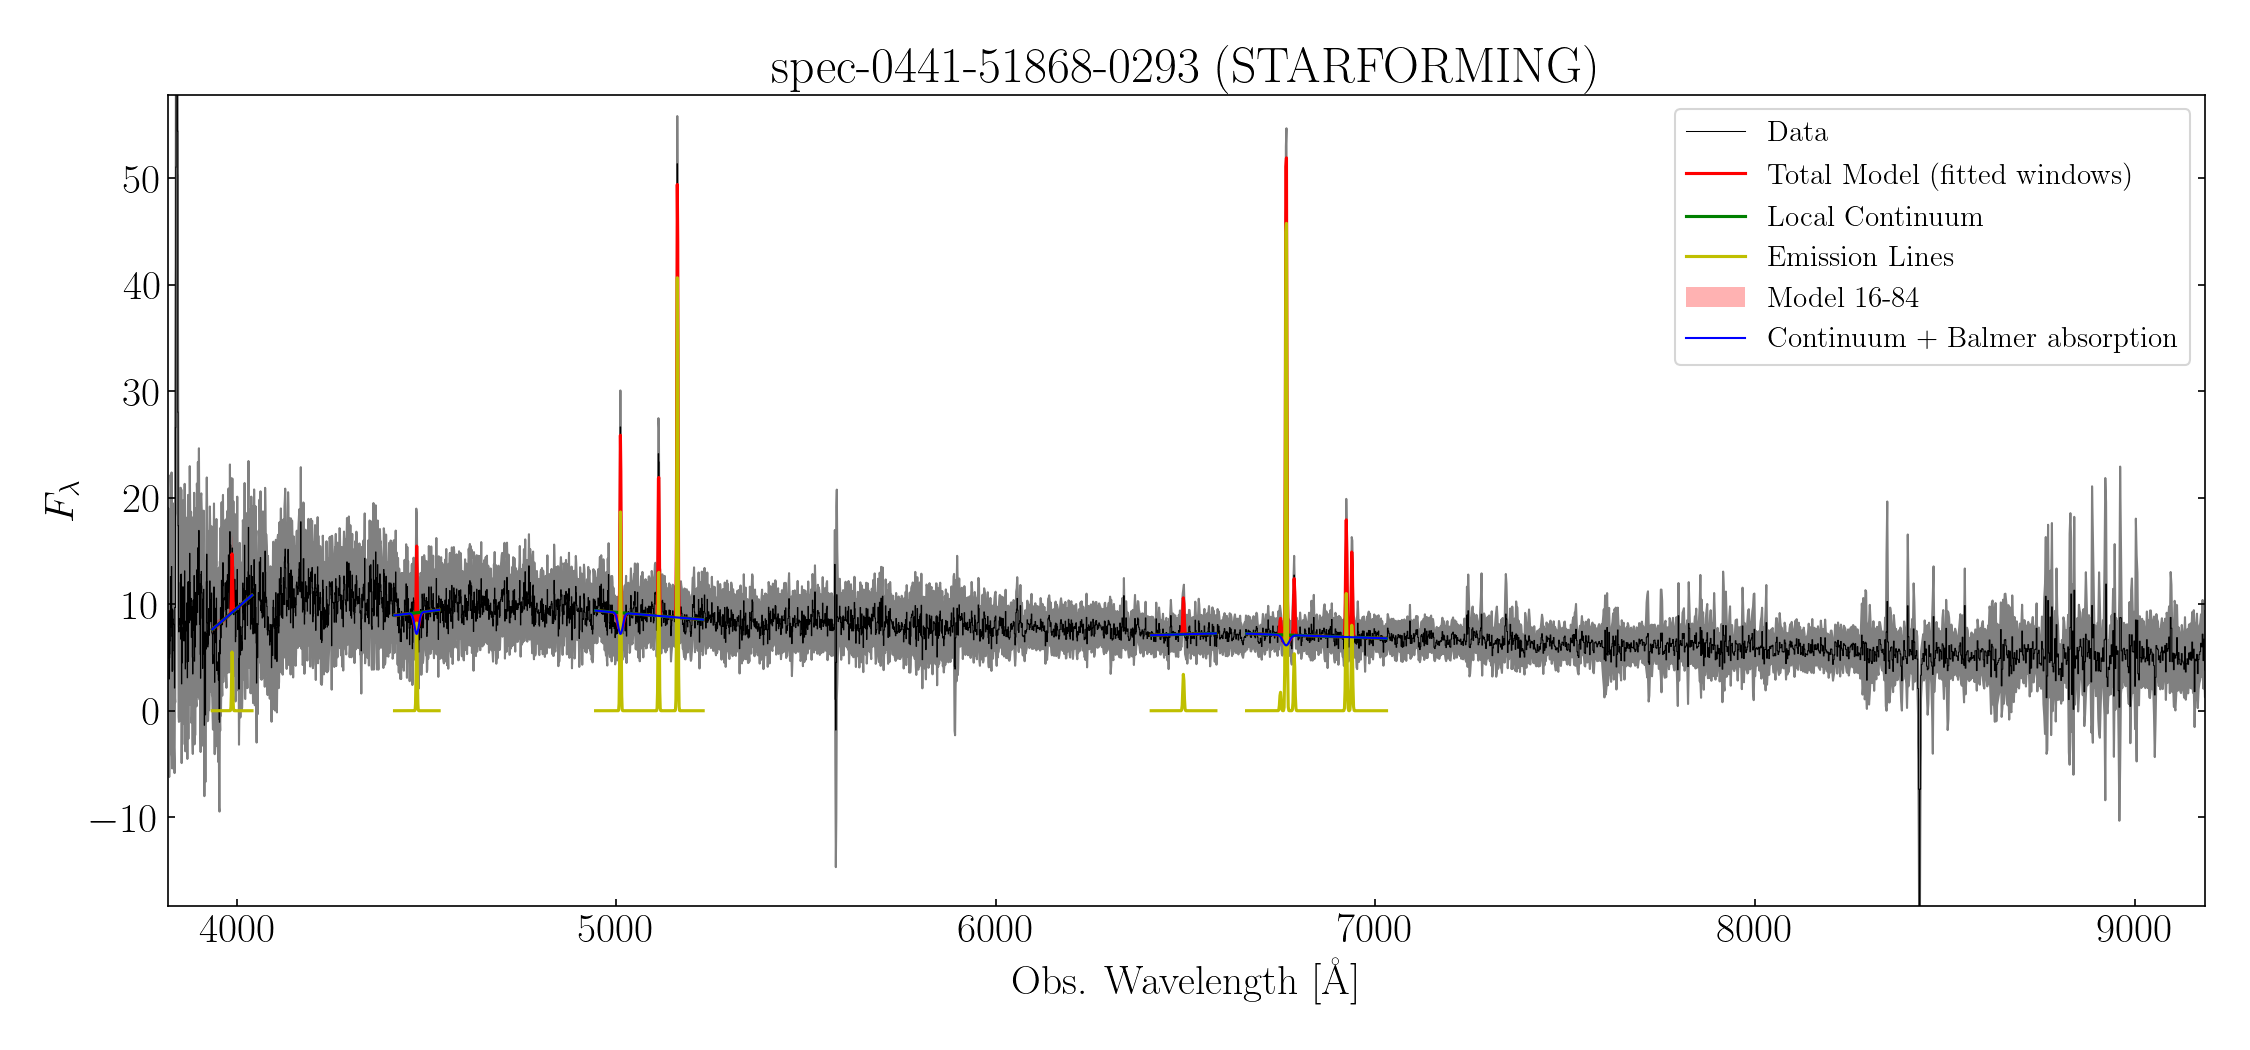 spec-0441-51868-0293 (STARFORMING)
Data
Total Model (fitted windows)
Local Continuum
Emission Lines
Model 16-84
Continuum + Balmer absorption
Fλ
50
40
30
20
10
0
−10
4000 5000 6000 7000 8000 9000
Obs. Wavelength [Å]